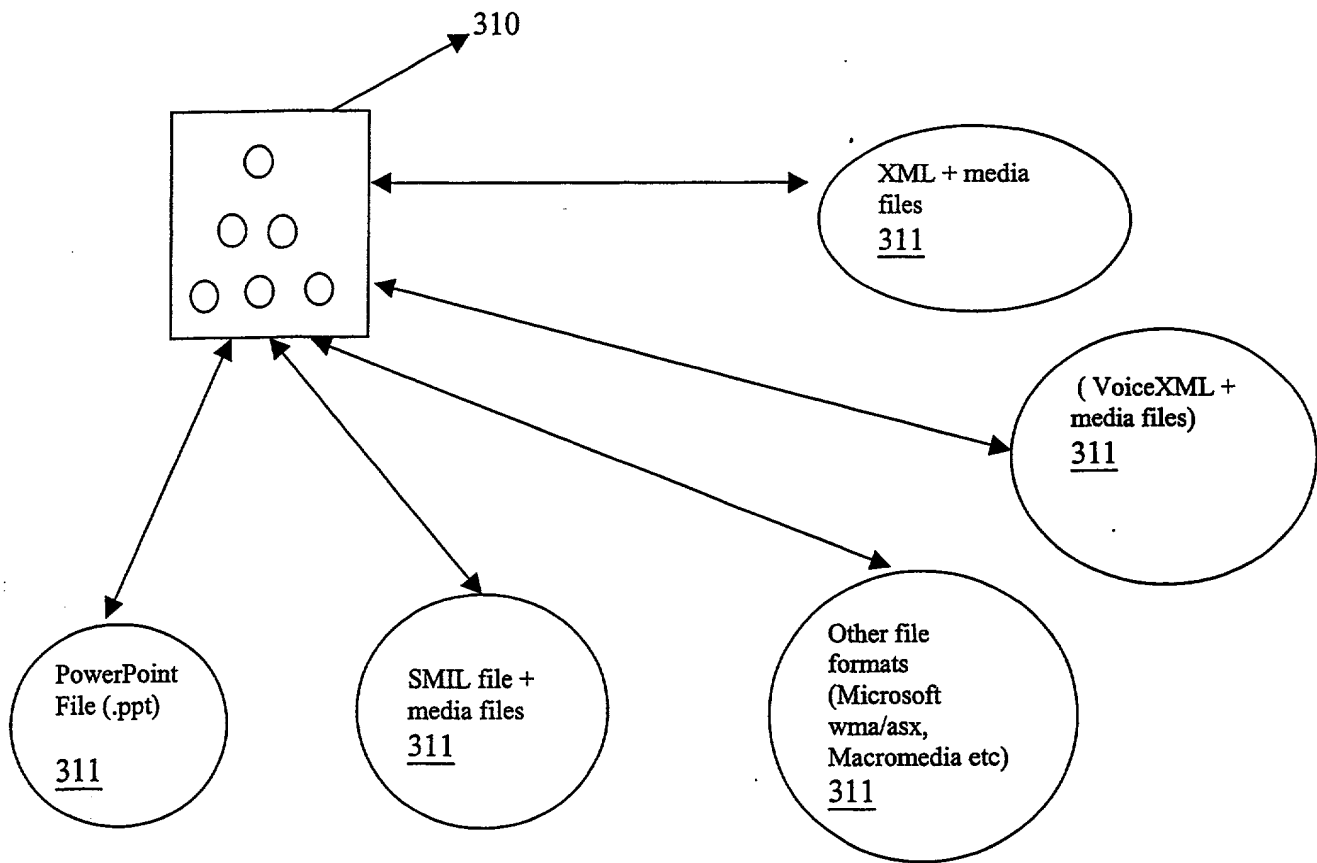 310
XML + media
files
311
( VoiceXML +
media files)
311
Other file
formats
(Microsoft
wma/asx,
Macromedia etc)
311
SMIL file +
media files
311
PowerPoint
File (.ppt)
311